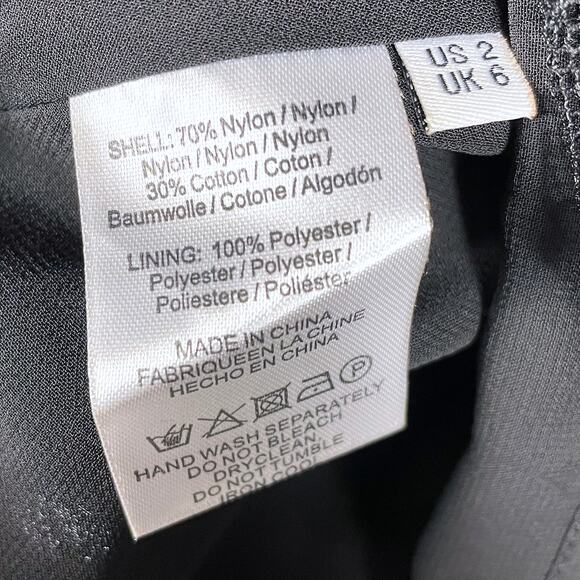 US 2
UK 6
SHELL: 70% Nylon / Nylon /
Nylon / Nylon / Nylon
30% Cotton / Coton /
Baumwolle / Cotone / Algodón
LINING: 100% Polyester /
Polyester / Polyester /
Poliestere / Poliéster
MADE IN CHINA
FABRIQUEEN LA CHINE
HECHO EN CHINA
P
HAND WASH SEPARATELY
DO NOT BLEACH
DRYCLEAN
DO NOT TUMBLE
IRON COOL